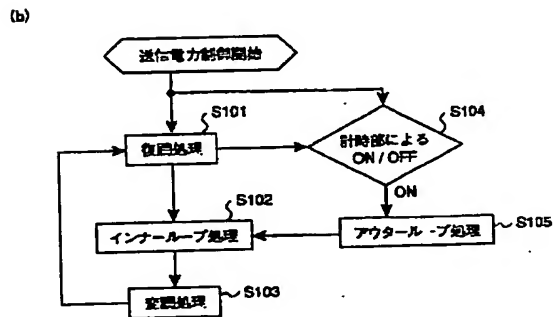 (b)
送信電力制御開始
S101
復調処理
S104
計時部による
ON / OFF
ON
S102
インナーループ処理
アウタール-プ処理
S105
変調処理
S103